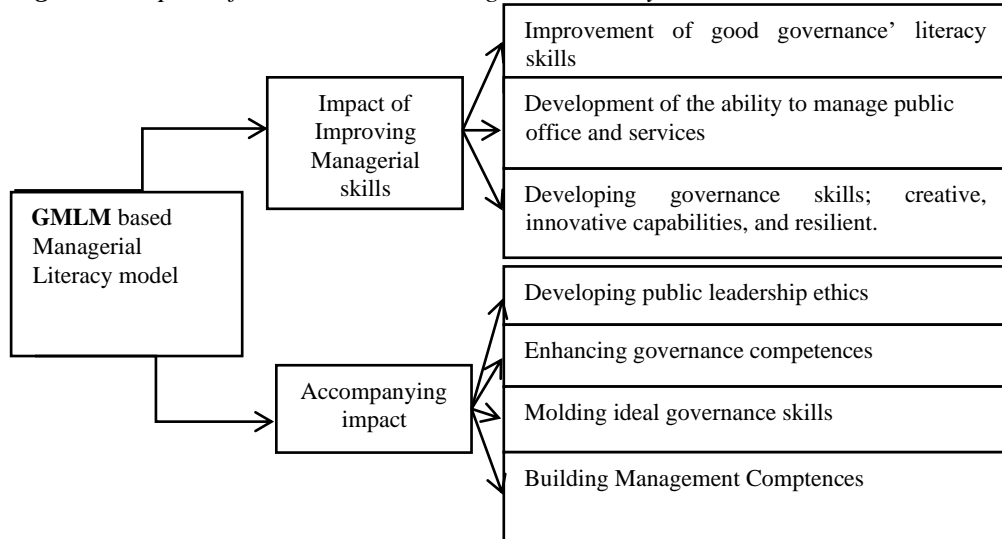 Improvement of good governance’ literacy
skills
Impact of
Improving
Managerial
skills
Development of the ability to manage public
office and services
Developing governance skills; creative,
innovative capabilities, and resilient.
GMLM based
Managerial
Literacy model
Developing public leadership ethics
Enhancing governance competences
Accompanying
impact
Molding ideal governance skills
Building Management Comptences